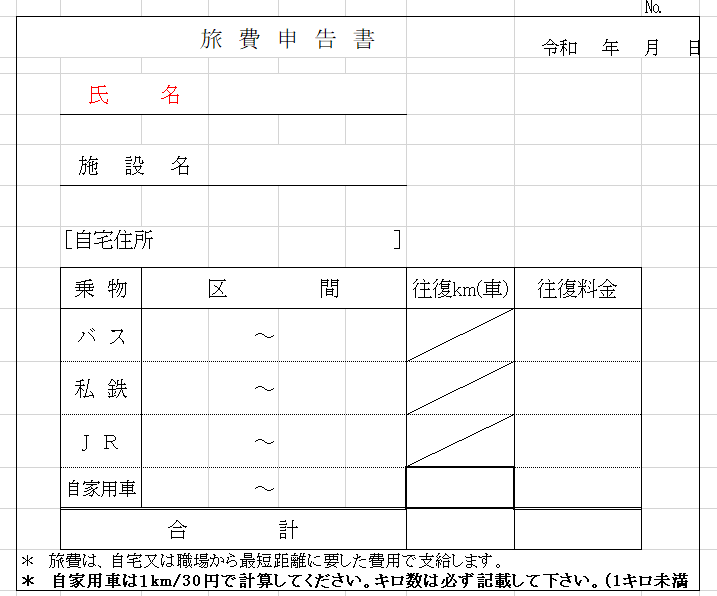 No.
旅 費 申 告 書
令和 年 月 日
氏 名
施 設 名
[自宅住所 ]
乗 物 区 間 往復km(車) 往復料金
バ ス ～
私 鉄 ～
J R ～
自家用車 ～
合 計
＊ 旅費は、自宅又は職場から最短距離に要した費用で支給します。
＊ 自家用車は1km/30円で計算してください。キロ数は必ず記載して下さい。(1キロ未満